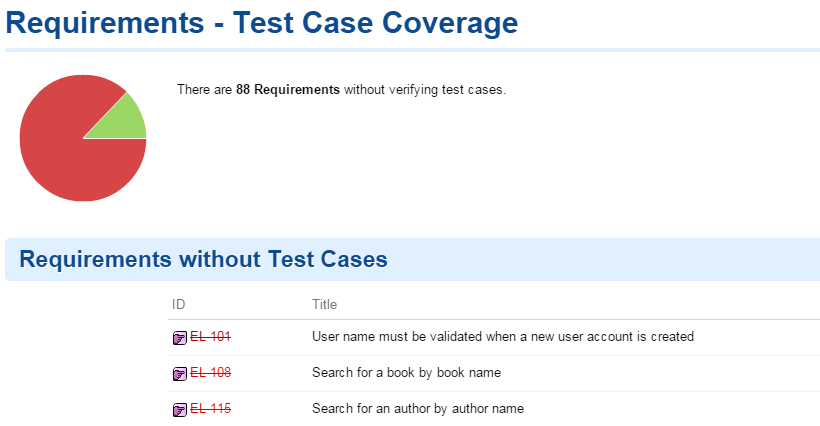 Requirements - Test Case Coverage
There are 88 Requirements without verifying test cases.
Requirements without Test Cases
ID Title
EL-101 User name must be validated when a new user account is created
EL-108 Search for a book by book name
EL-115 Search for an author by author name